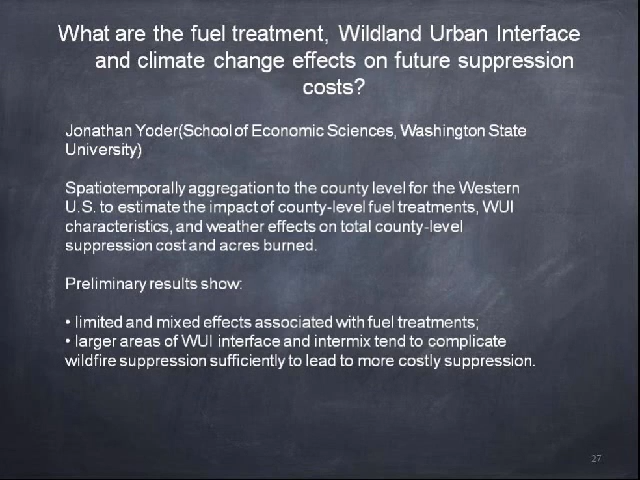 What are the fuel treatment, Wildland Urban Interface
and climate change effects on future suppression
costs?
Jonathan Yoder(School of Economic Sciences, Washington State
University)
Spatiotemporally aggregation to the county level for the Western
U.S. to estimate the impact of county-level fuel treatments, WUI
characteristics, and weather effects on total county-level
suppression cost and acres burned.
Preliminary results show:
• limited and mixed effects associated with fuel treatments;
• larger areas of WUI interface and intermix tend to complicate
wildfire suppression sufficiently to lead to more costly suppression.
27